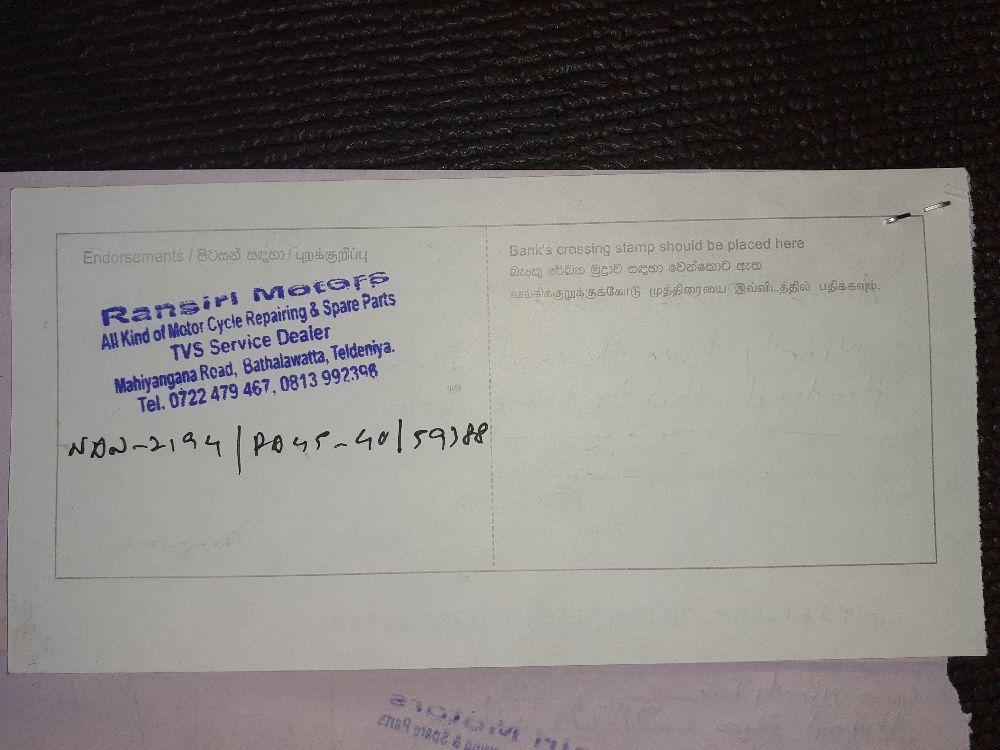 Endorsements / පිටසන් සඳහා / புறக்குறிப்பு
Ransiri Motors
All Kind of Motor Cycle Repairing & Spare Parts
TVS Service Dealer
Mahiyangana Road, Bathalawatta, Teldeniya.
Tel. 0722 479 467, 0813 992396
NDN-2194 / PD45-40 / 59388
Bank's crossing stamp should be placed here
බැංකු රේඛන මුද්‍රාව සඳහා වෙන්කොට ඇත
வங்கிக்குறுக்குக்கோடு முத்திரையை இவ்விடத்தில் பதிக்கவும்.